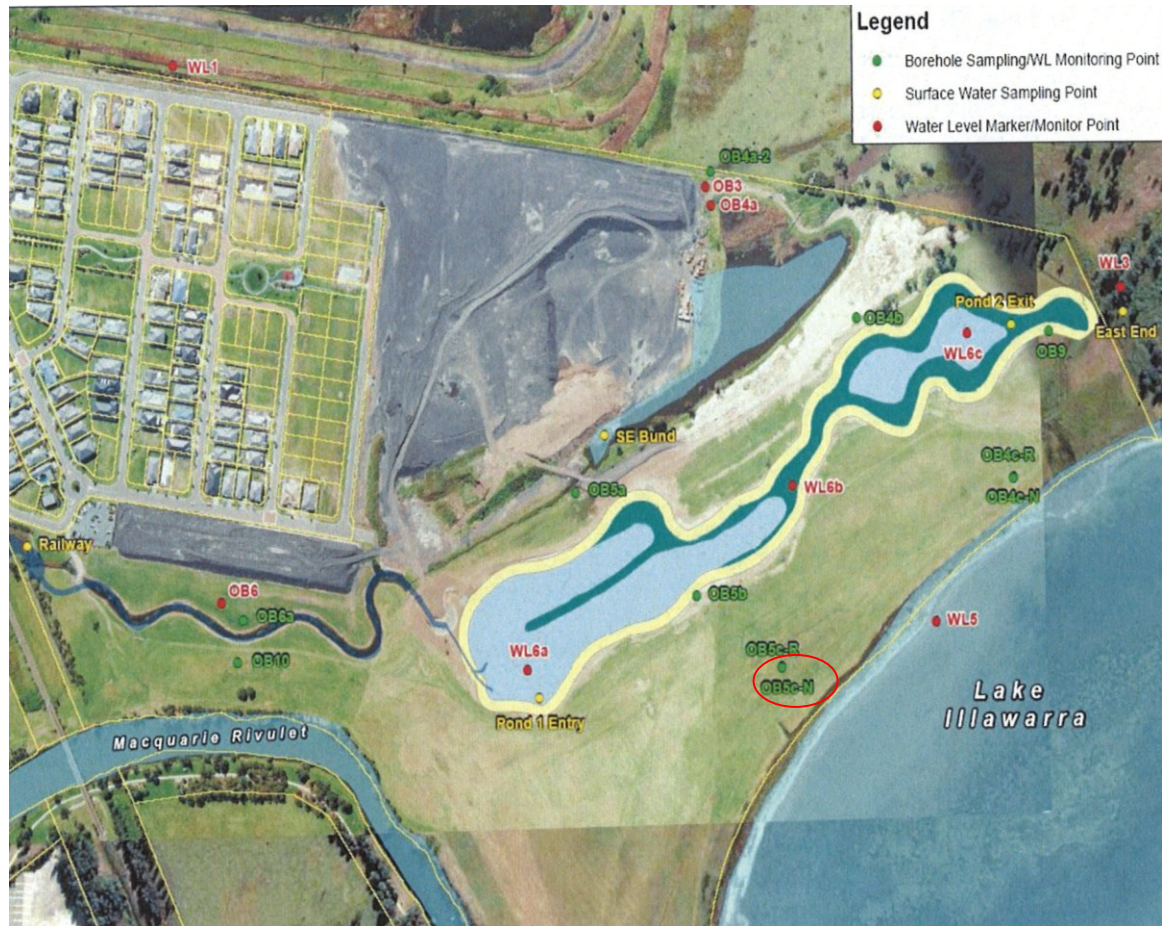 Legend
Borehole Sampling/WL Monitoring Point
Surface Water Sampling Point
Water Level Marker/Monitor Point
WL1
OB4a-2
OB3
OB4a
WL3
Pond 2 Exit
OB4b
East End
WL6c
OB9
SE Bund
OB4c-R
OB5a
WL6b
OB4c-N
Railway
OB6
OB5b
OB6a
WL5
OB5c-R
WL6a
OB10
OB5c-N
Lake
Illawarra
Pond 1 Entry
Macquarie Rivulet